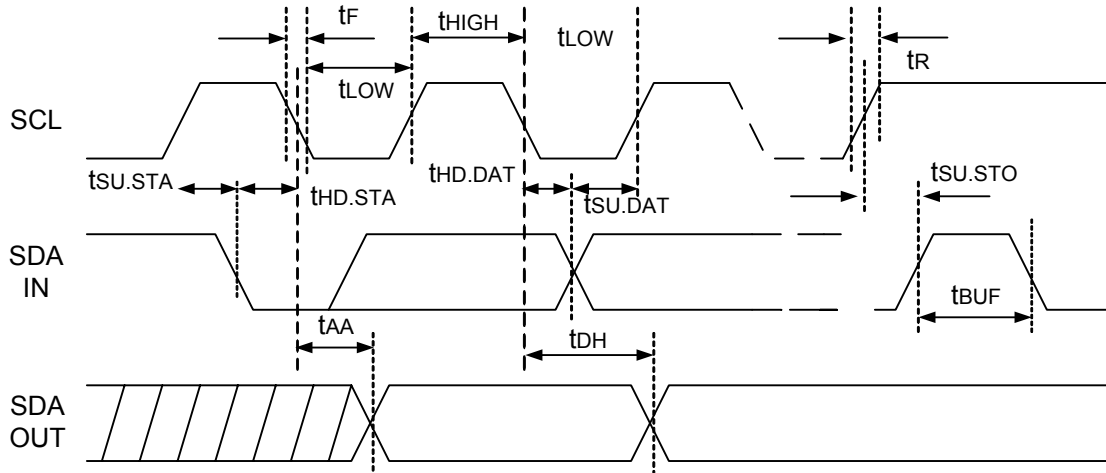 tF
tHIGH
tLOW
tR
tLOW
SCL
tSU.STA
tHD.STA
tHD.DAT
tSU.DAT
tSU.STO
SDA
IN
tBUF
tAA
tDH
SDA
OUT